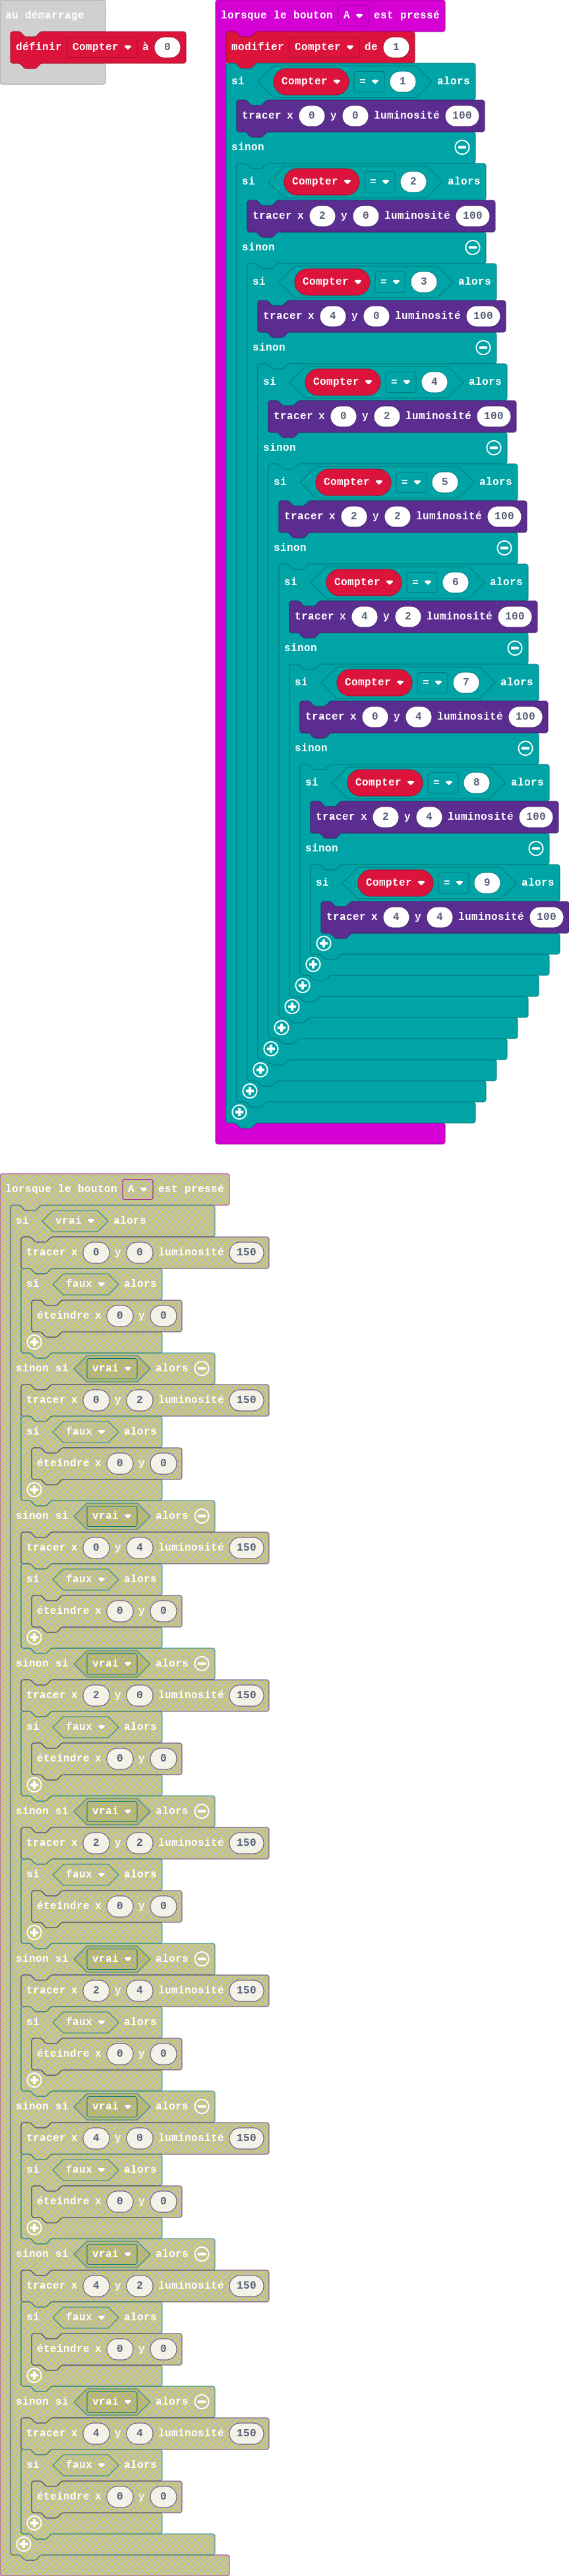 au démarrage
définir Compter à 0
lorsque le bouton A est pressé
modifier Compter de 1
si Compter = 1 alors
tracer x 0 y 0 luminosité 100
sinon
si Compter = 2 alors
tracer x 2 y 0 luminosité 100
sinon
si Compter = 3 alors
tracer x 4 y 0 luminosité 100
sinon
si Compter = 4 alors
tracer x 0 y 2 luminosité 100
sinon
si Compter = 5 alors
tracer x 2 y 2 luminosité 100
sinon
si Compter = 6 alors
tracer x 4 y 2 luminosité 100
sinon
si Compter = 7 alors
tracer x 0 y 4 luminosité 100
sinon
si Compter = 8 alors
tracer x 2 y 4 luminosité 100
sinon
si Compter = 9 alors
tracer x 4 y 4 luminosité 100
lorsque le bouton A est pressé
si vrai alors
tracer x 0 y 0 luminosité 150
si faux alors
éteindre x 0 y 0
sinon si vrai alors
tracer x 0 y 2 luminosité 150
si faux alors
éteindre x 0 y 0
sinon si vrai alors
tracer x 0 y 4 luminosité 150
si faux alors
éteindre x 0 y 0
sinon si vrai alors
tracer x 2 y 0 luminosité 150
si faux alors
éteindre x 0 y 0
sinon si vrai alors
tracer x 2 y 2 luminosité 150
si faux alors
éteindre x 0 y 0
sinon si vrai alors
tracer x 2 y 4 luminosité 150
si faux alors
éteindre x 0 y 0
sinon si vrai alors
tracer x 4 y 0 luminosité 150
si faux alors
éteindre x 0 y 0
sinon si vrai alors
tracer x 4 y 2 luminosité 150
si faux alors
éteindre x 0 y 0
sinon si vrai alors
tracer x 4 y 4 luminosité 150
si faux alors
éteindre x 0 y 0